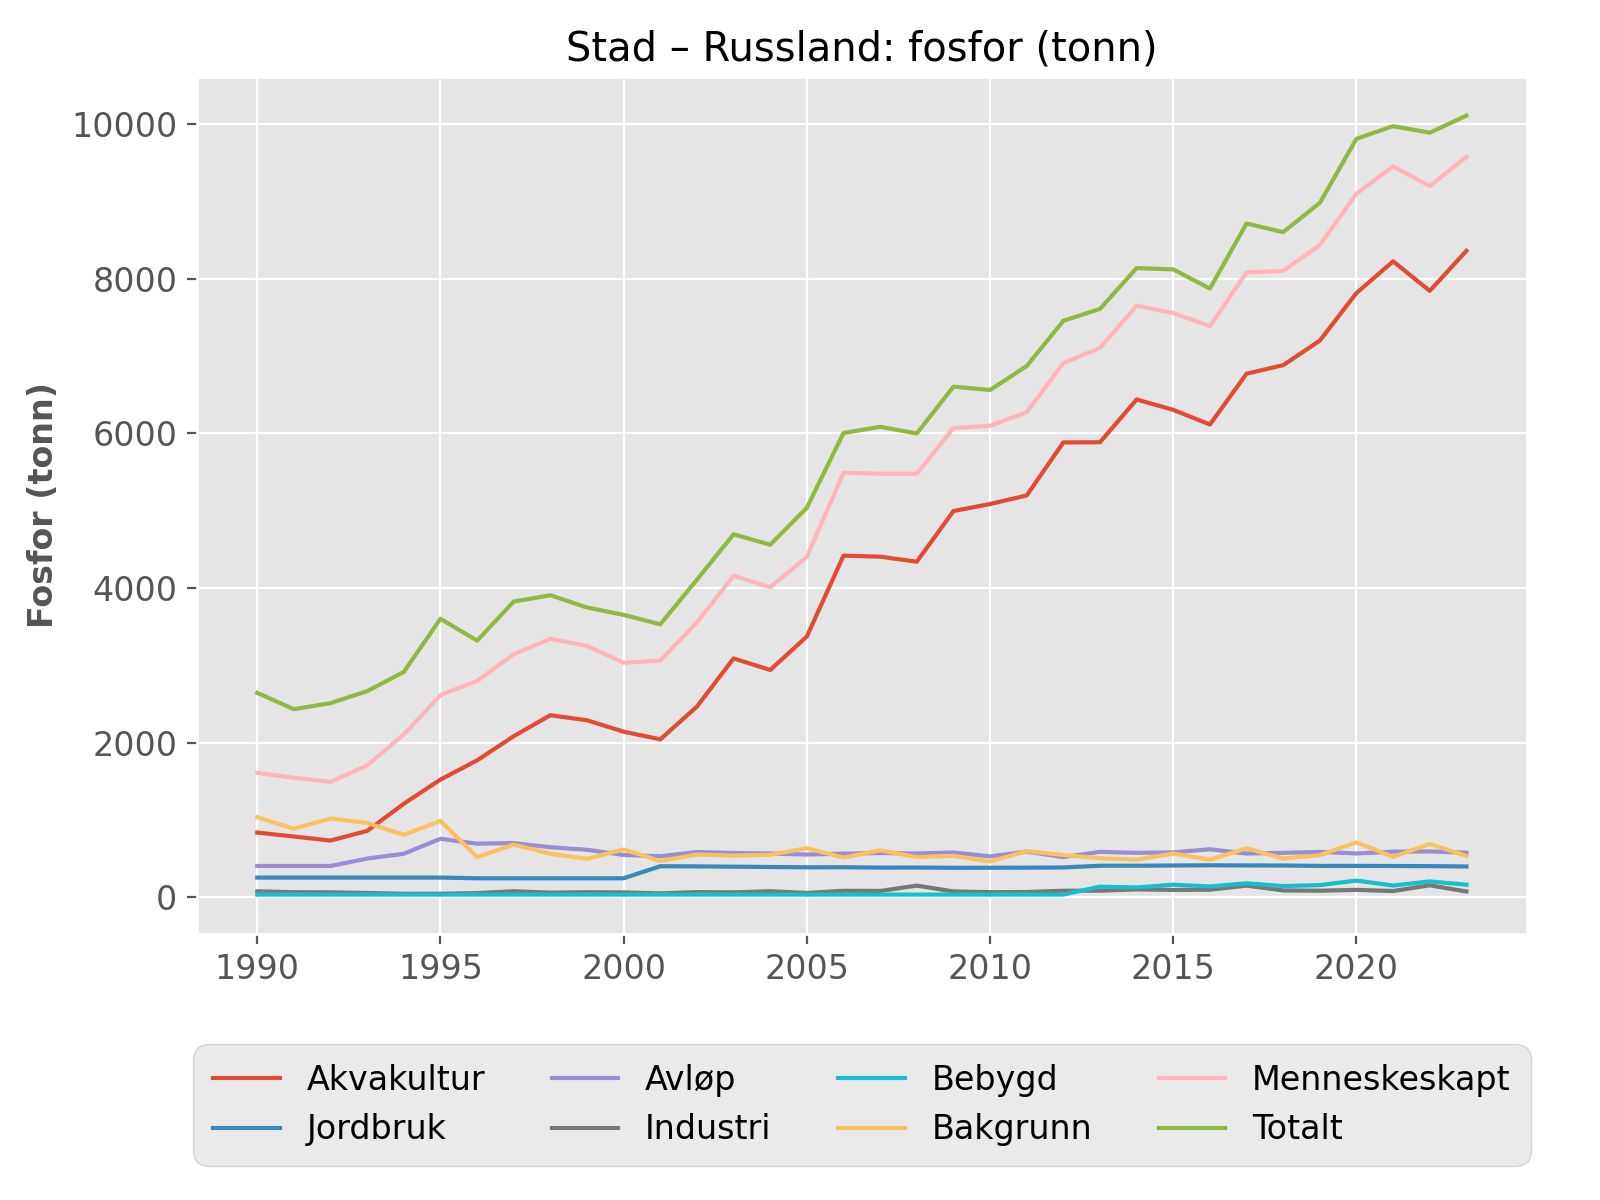 Stad – Russland: fosfor (tonn)
Fosfor (tonn)
10000
8000
6000
4000
2000
0
1990 1995 2000 2005 2010 2015 2020
Akvakultur Avløp Bebygd Menneskeskapt
Jordbruk Industri Bakgrunn Totalt